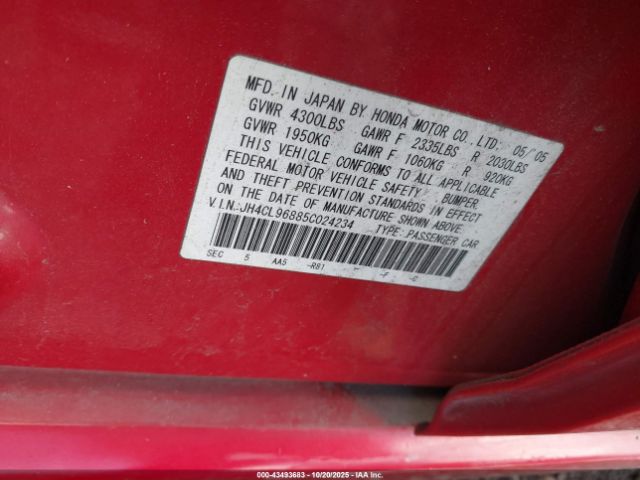 MFD. IN JAPAN BY HONDA MOTOR CO., LTD. 05/'05
GVWR 4300LBS GAWR F 2335LBS R 2030LBS
GVWR 1950KG GAWR F 1060KG R 920KG
THIS VEHICLE CONFORMS TO ALL APPLICABLE
FEDERAL MOTOR VEHICLE SAFETY, BUMPER
AND THEFT PREVENTION STANDARDS IN EFFECT
ON THE DATE OF MANUFACTURE SHOWN ABOVE.
V.I.N.:JH4CL96885C024234 TYPE:PASSENGER CAR
SEC 5 AA5 -R81 -F
000-43493683 - 10/20/2025 - IAA Inc.